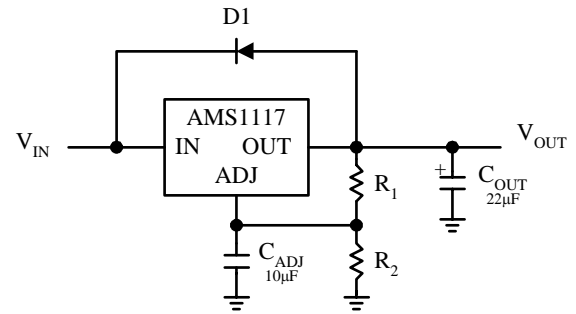 D1
AMS1117
V_IN
IN OUT
V_OUT
ADJ
R_1
+
C_OUT
22µF
C_ADJ
10µF
R_2